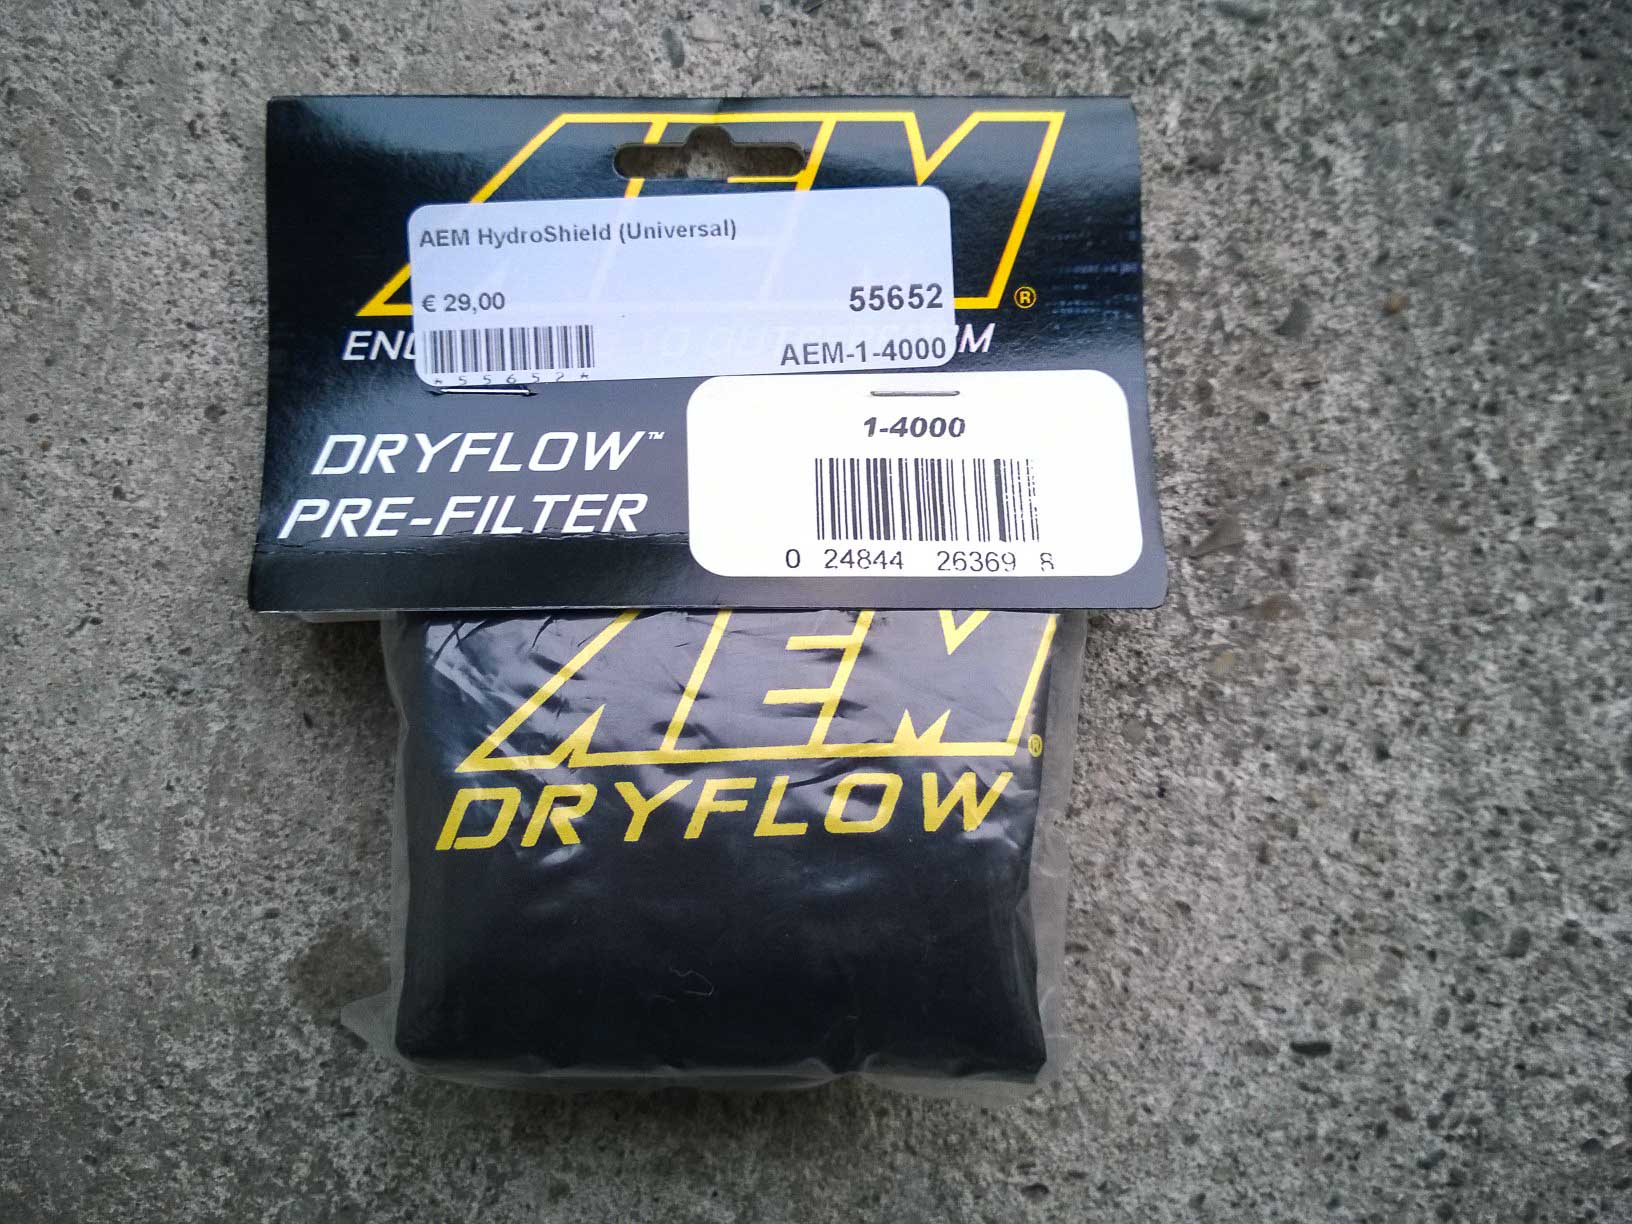 AEM®
AEM HydroShield (Universal)
€ 29,00
55652
AEM-1-4000
*55652*
DRYFLOW™
PRE-FILTER
1-4000
0 24844 26369 8
AEM®
DRYFLOW